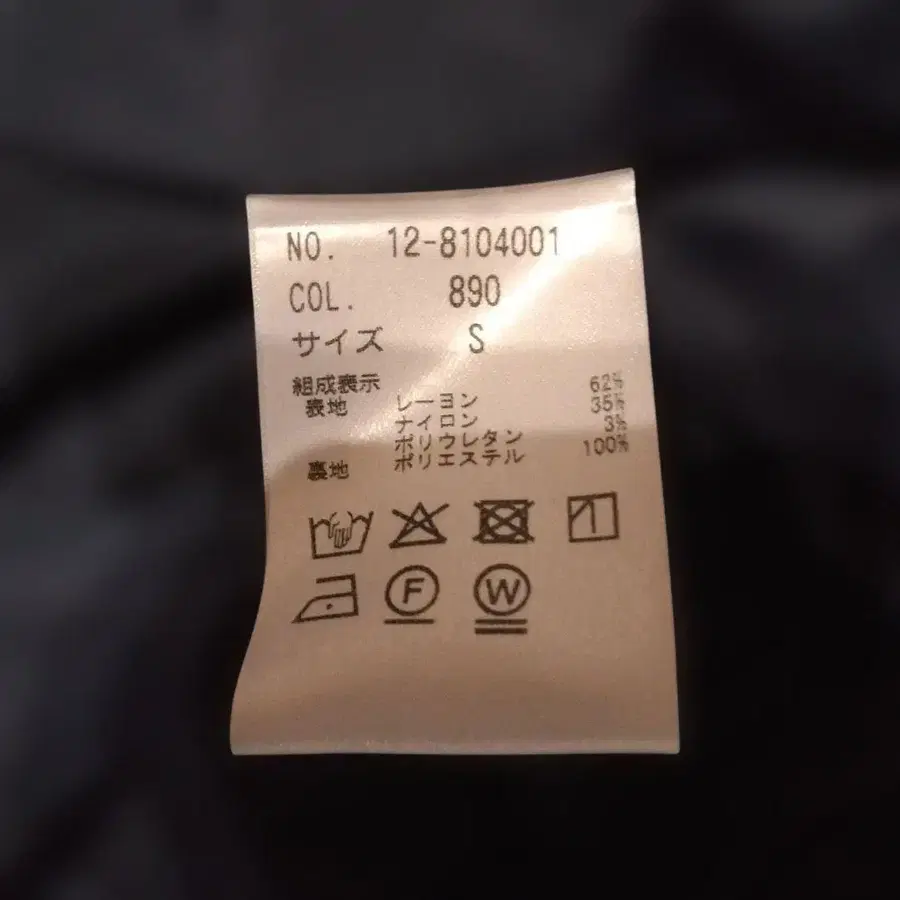 NO. 12-8104001
COL. 890
サイズ S
組成表示
表地 レーヨン 62%
ナイロン 35%
ポリウレタン 3%
裏地 ポリエステル 100%
F
W